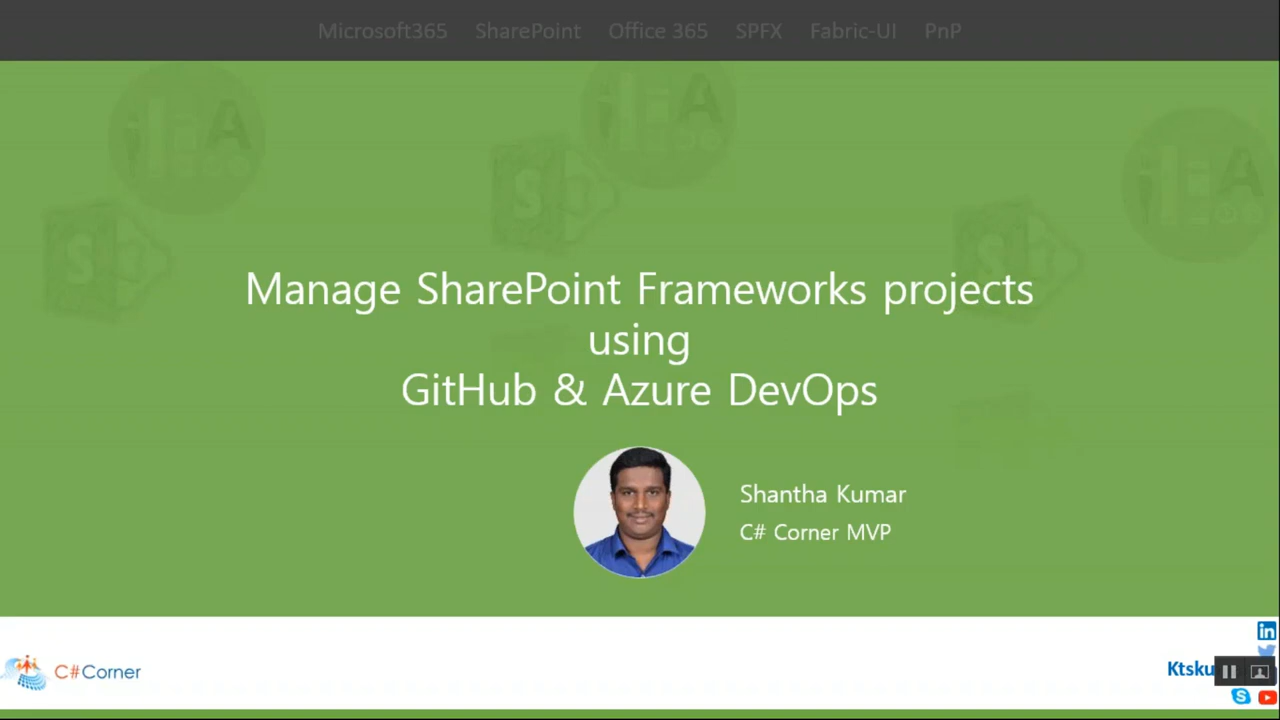 Microsoft365 SharePoint Office 365 SPFX Fabric-UI PnP
Manage SharePoint Frameworks projects
using
GitHub & Azure DevOps
Shantha Kumar
C# Corner MVP
C#Corner
Ktsku